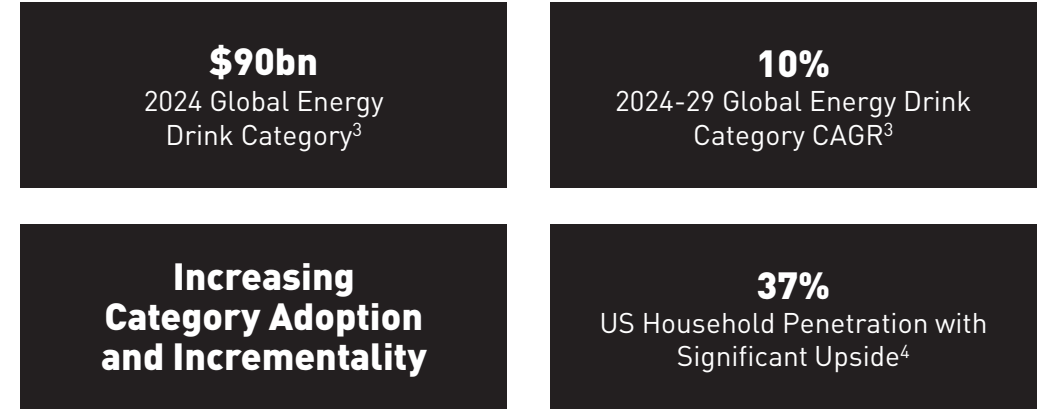 $90bn
2024 Global Energy
Drink Category³
10%
2024-29 Global Energy Drink
Category CAGR³
Increasing
Category Adoption
and Incrementality
37%
US Household Penetration with
Significant Upside⁴